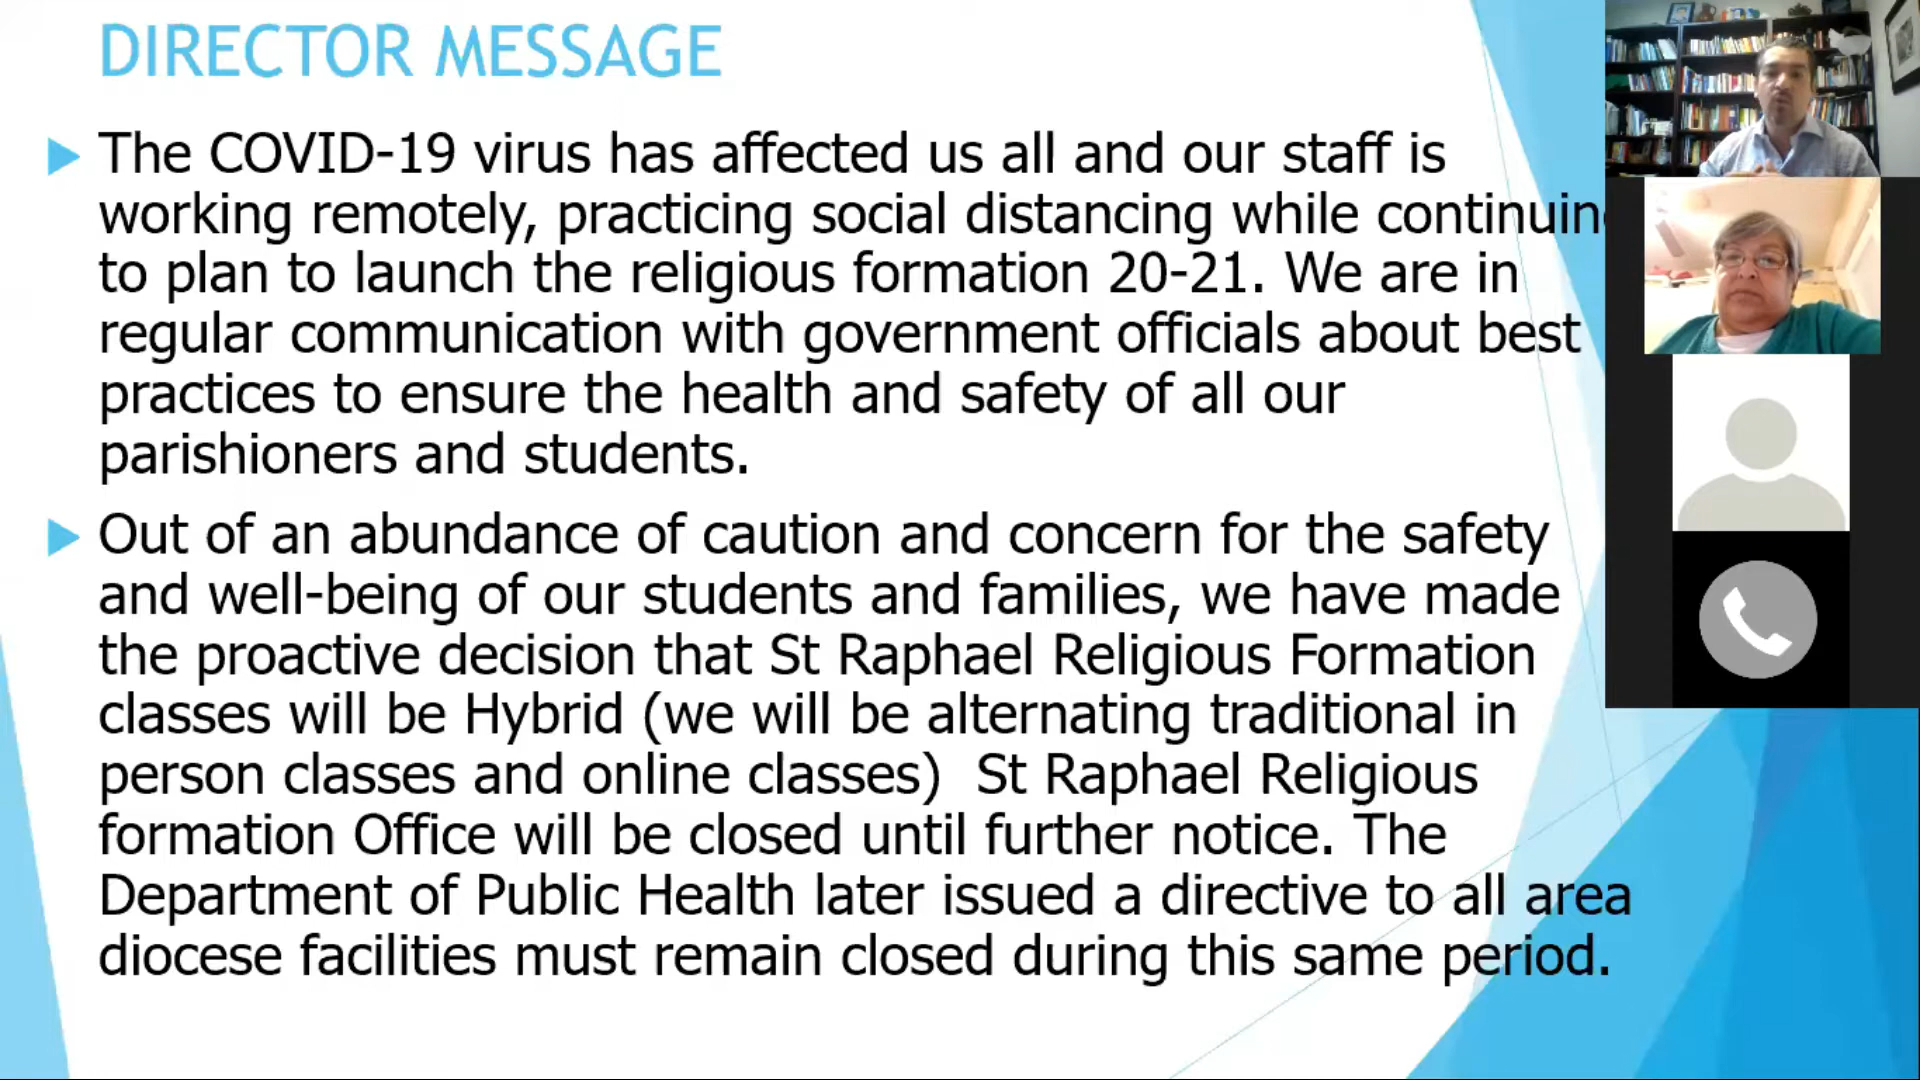 DIRECTOR MESSAGE
The COVID-19 virus has affected us all and our staff is
working remotely, practicing social distancing while continuin
to plan to launch the religious formation 20-21. We are in
regular communication with government officials about best
practices to ensure the health and safety of all our
parishioners and students.
Out of an abundance of caution and concern for the safety
and well-being of our students and families, we have made
the proactive decision that St Raphael Religious Formation
classes will be Hybrid (we will be alternating traditional in
person classes and online classes)  St Raphael Religious
formation Office will be closed until further notice. The
Department of Public Health later issued a directive to all area
diocese facilities must remain closed during this same period.